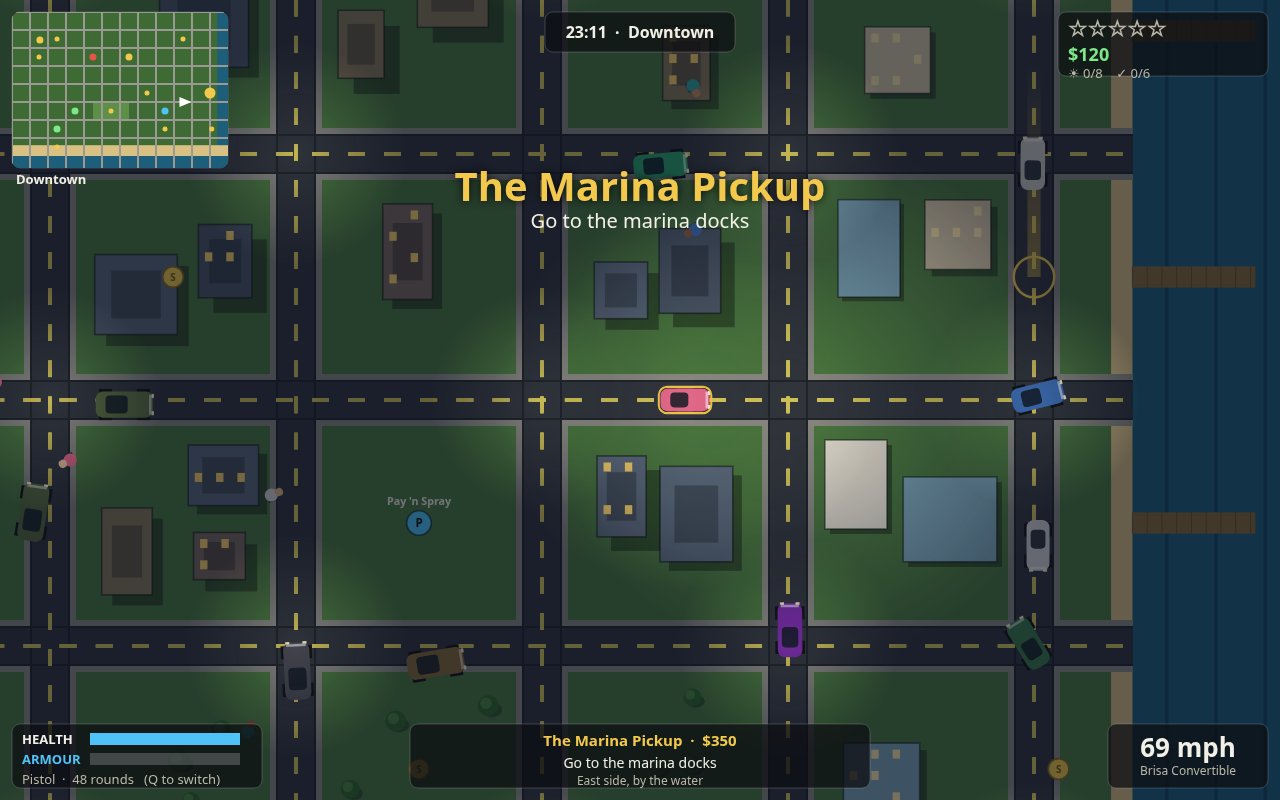 23:11 · Downtown
☆☆☆☆☆
$120
☀ 0/8 ✓ 0/6
Downtown
The Marina Pickup
Go to the marina docks
S
Pay 'n Spray
P
HEALTH
ARMOUR
Pistol · 48 rounds (Q to switch)
The Marina Pickup · $350
Go to the marina docks
East side, by the water
S
S
69 mph
Brisa Convertible